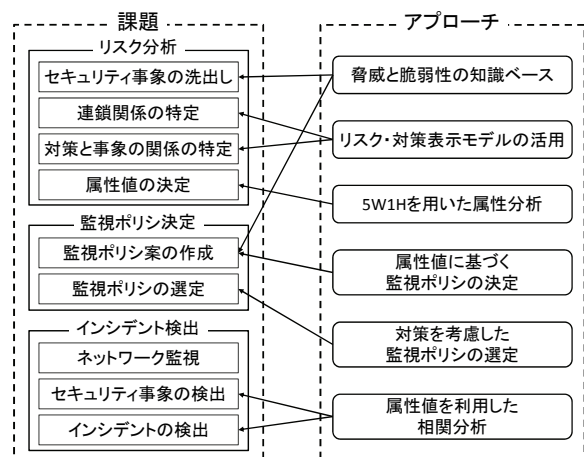 課題
リスク分析
セキュリティ事象の洗出し
連鎖関係の特定
対策と事象の関係の特定
属性値の決定
監視ポリシ決定
監視ポリシ案の作成
監視ポリシの選定
インシデント検出
ネットワーク監視
セキュリティ事象の検出
インシデントの検出
アプローチ
脅威と脆弱性の知識ベース
リスク・対策表示モデルの活用
5W1Hを用いた属性分析
属性値に基づく
監視ポリシの決定
対策を考慮した
監視ポリシの選定
属性値を利用した
相関分析